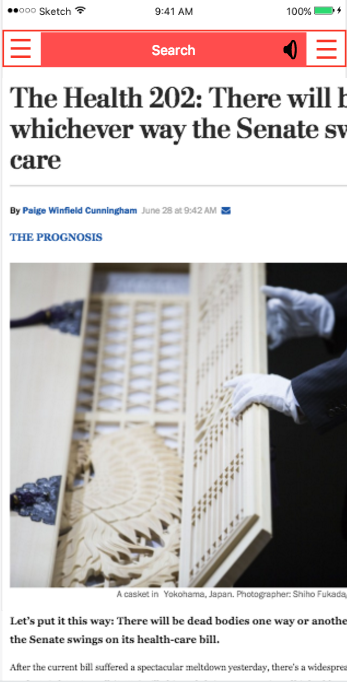 Sketch 9:41 AM 100%
Search
The Health 202: There will b
whichever way the Senate sw
care
By Paige Winfield Cunningham June 28 at 9:42 AM
THE PROGNOSIS
A casket in Yokohama, Japan. Photographer: Shiho Fukada,
Let's put it this way: There will be dead bodies one way or anothe
the Senate swings on its health-care bill.
After the current bill suffered a spectacular meltdown yesterday, there's a widesprea